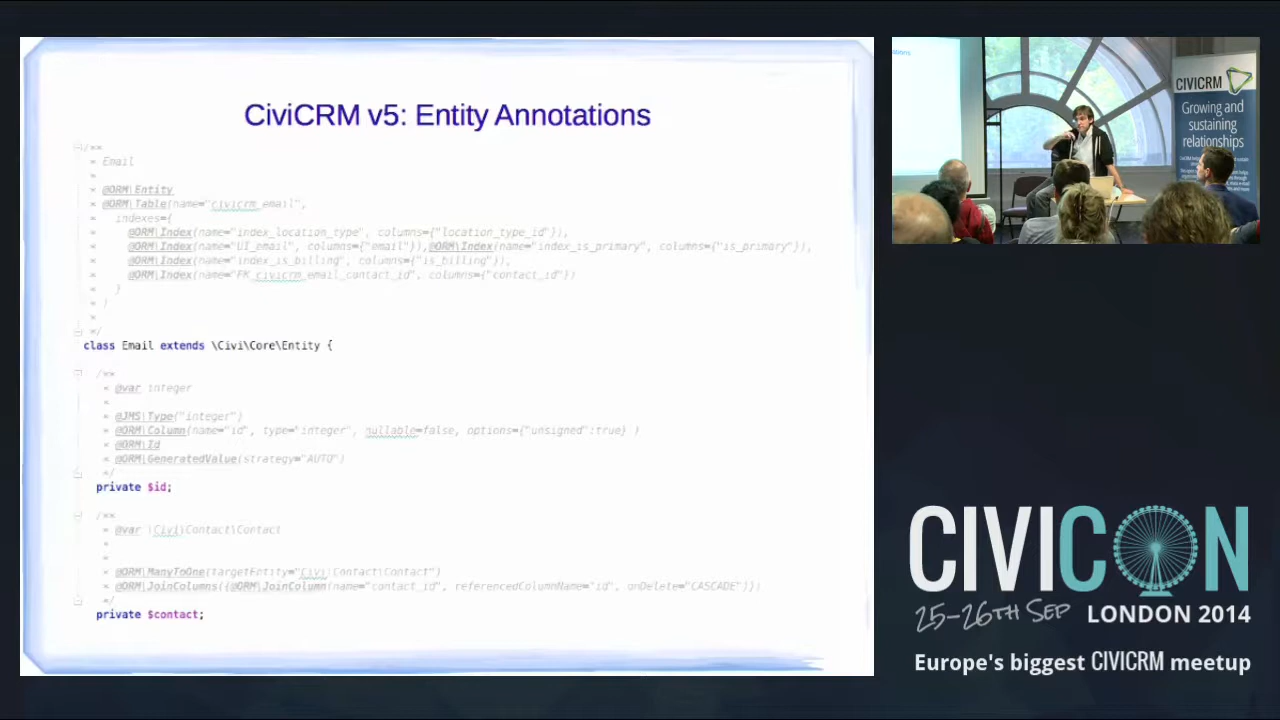 CiviCRM v5: Entity Annotations
/**
* Email
*
* @ORM\Entity
* @ORM\Table(name="civicrm_email",
* indexes={
* @ORM\Index(name="index_location_type", columns={"location_type_id"}),
* @ORM\Index(name="UI_email", columns={"email"}),@ORM\Index(name="index_is_primary", columns={"is_primary"}),
* @ORM\Index(name="index_is_billing", columns={"is_billing"}),
* @ORM\Index(name="FK_civicrm_email_contact_id", columns={"contact_id"})
* }
* )
*
*/
class Email extends \Civi\Core\Entity {
/**
* @var integer
*
* @JMS\Type("integer")
* @ORM\Column(name="id", type="integer", nullable=false, options={"unsigned":true} )
* @ORM\Id
* @ORM\GeneratedValue(strategy="AUTO")
*/
private $id;
/**
* @var \Civi\Contact\Contact
*
*
* @ORM\ManyToOne(targetEntity="Civi\Contact\Contact")
* @ORM\JoinColumns({@ORM\JoinColumn(name="contact_id", referencedColumnName="id", onDelete="CASCADE")})
*/
private $contact;
CIVICRM
Growing and
sustaining
relationships
CIVICON
25-26TH SEP LONDON 2014
Europe's biggest CIVICRM meetup